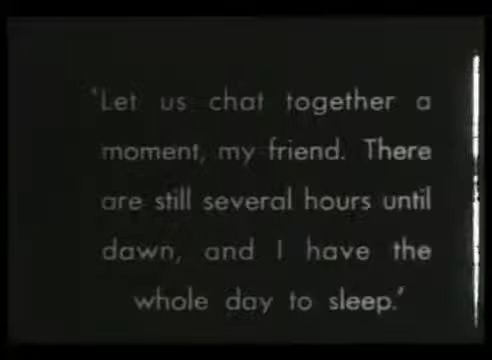 "Let us chat together a
moment, my friend. There
are still several hours until
dawn, and I have the
whole day to sleep."